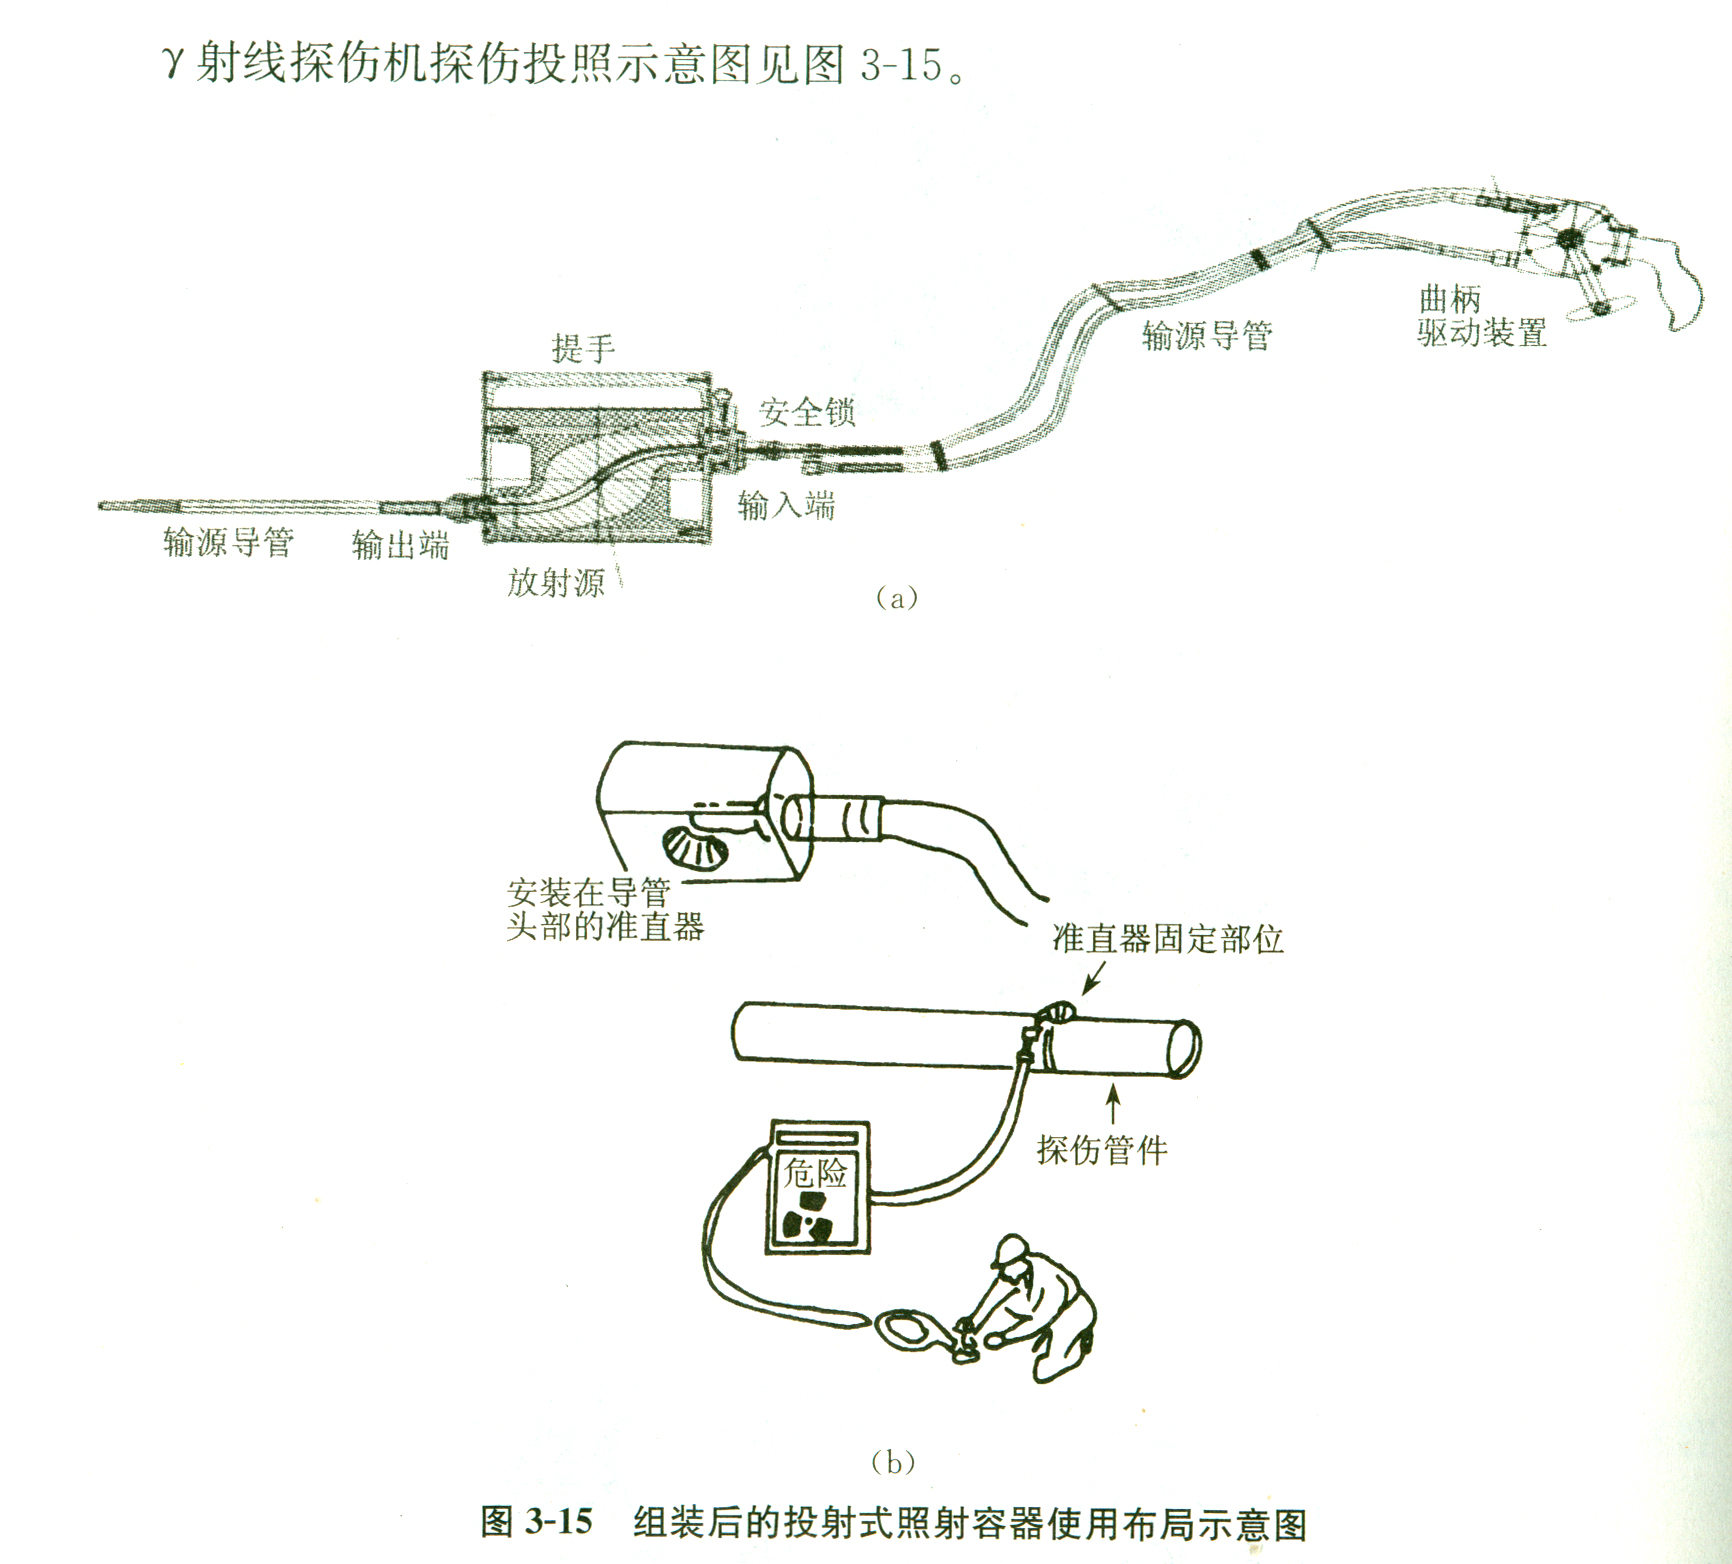 γ射线探伤机探伤投照示意图见图 3-15。
曲柄
驱动装置
输源导管
提手
安全锁
输入端
输源导管
输出端
放射源
(a)
安装在导管
头部的准直器
准直器固定部位
探伤管件
危险
(b)
图 3-15 组装后的投射式照射容器使用布局示意图